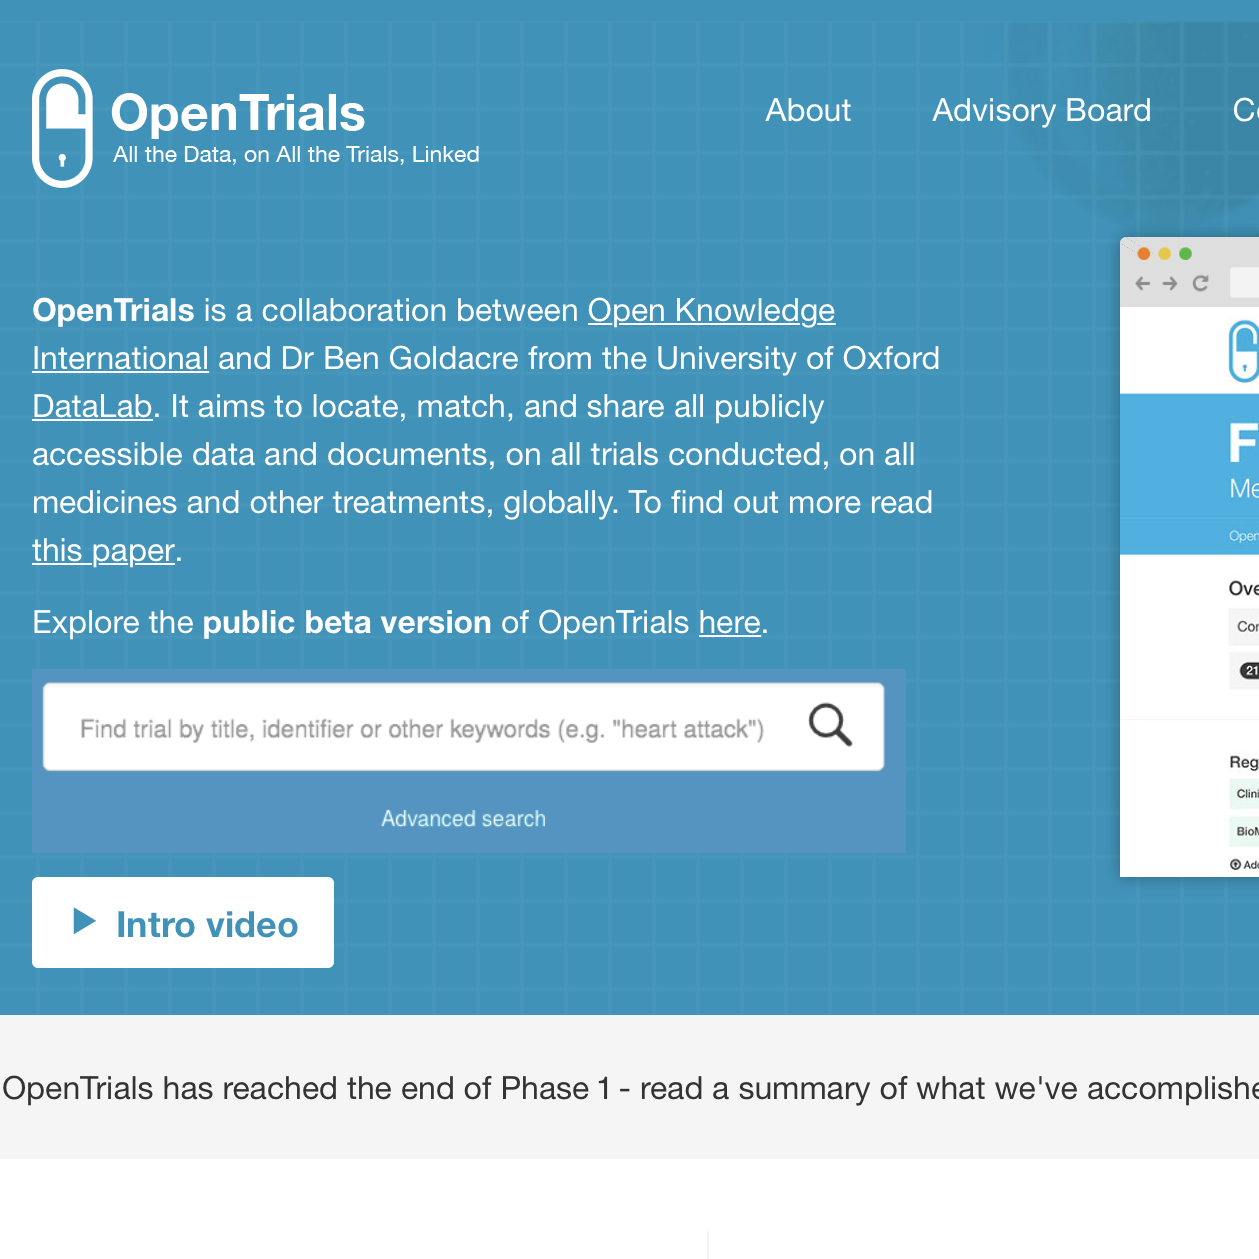 OpenTrials
All the Data, on All the Trials, Linked
About
Advisory Board
OpenTrials is a collaboration between Open Knowledge
International and Dr Ben Goldacre from the University of Oxford
DataLab. It aims to locate, match, and share all publicly
accessible data and documents, on all trials conducted, on all
medicines and other treatments, globally. To find out more read
this paper.
Explore the public beta version of OpenTrials here.
Find trial by title, identifier or other keywords (e.g. "heart attack")
Advanced search
Intro video
F
Me
Open
Ove
Con
21
Reg
Clini
BioM
Add
OpenTrials has reached the end of Phase 1 - read a summary of what we've accomplishe